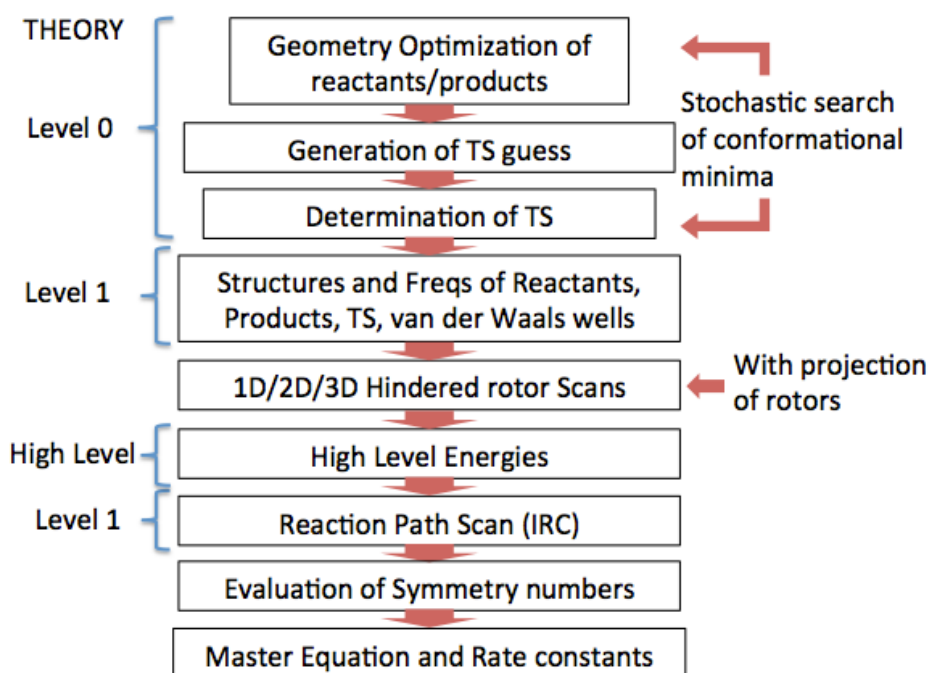 THEORY
Geometry Optimization of
reactants/products
Level 0
Stochastic search
of conformational
minima
Generation of TS guess
Determination of TS
Level 1
Structures and Freqs of Reactants,
Products, TS, van der Waals wells
1D/2D/3D Hindered rotor Scans
With projection
of rotors
High Level
High Level Energies
Level 1
Reaction Path Scan (IRC)
Evaluation of Symmetry numbers
Master Equation and Rate constants